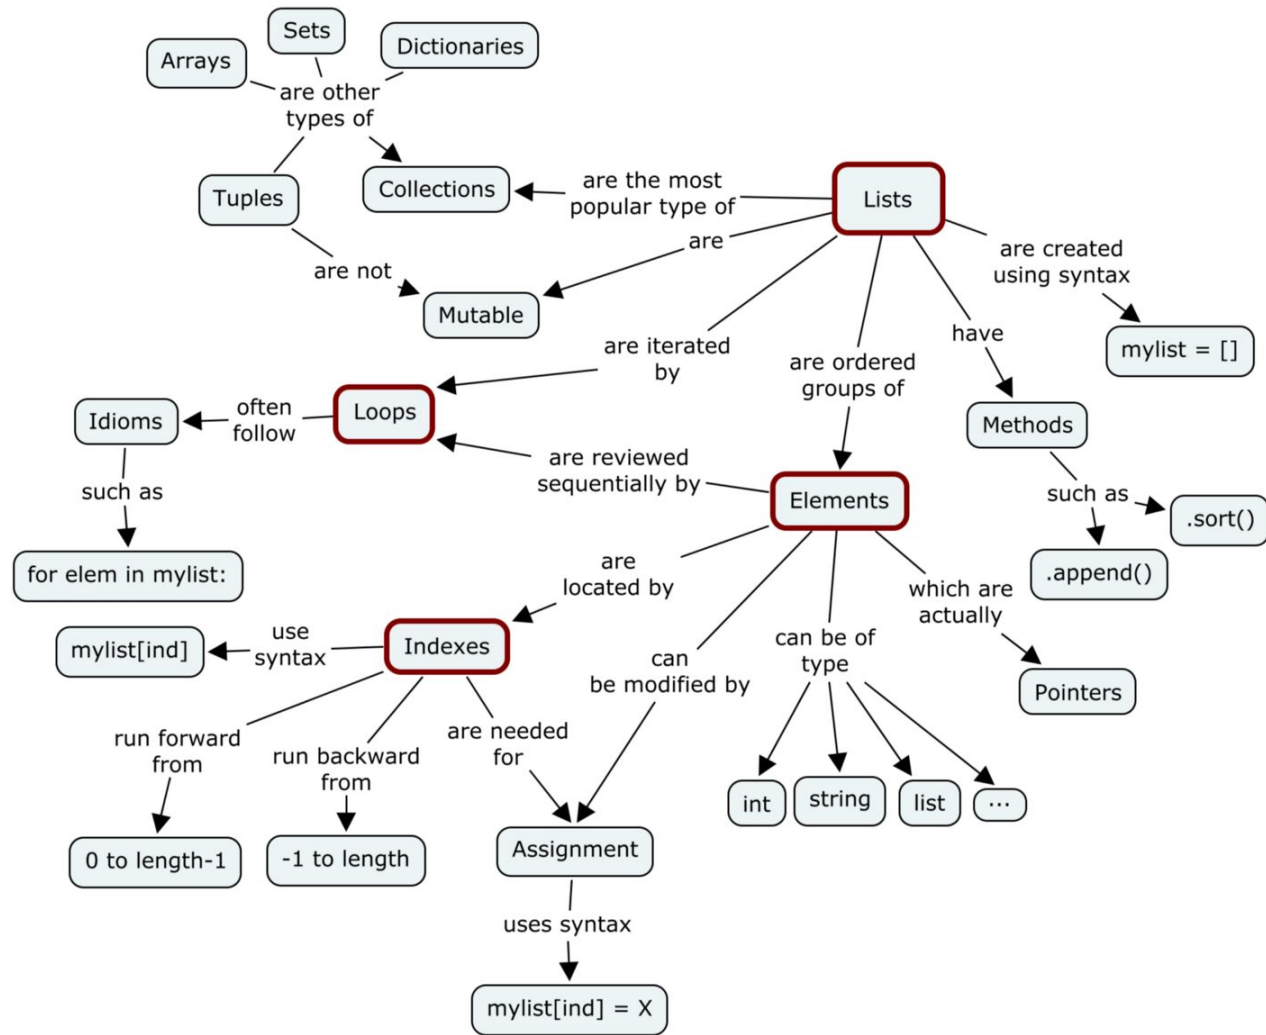 Sets
Dictionaries
Arrays
are other
types of
Tuples
Collections
are the most
popular type of
Lists
are
are not
Mutable
are created
using syntax
mylist = []
have
are iterated
by
are ordered
groups of
Idioms
often
follow
Loops
Methods
such as
are reviewed
sequentially by
Elements
such as
.sort()
.append()
for elem in mylist:
are
located by
which are
actually
mylist[ind]
use
syntax
Indexes
can
be modified by
can be of
type
Pointers
run forward
from
run backward
from
are needed
for
int
string
list
...
0 to length-1
-1 to length
Assignment
uses syntax
mylist[ind] = X